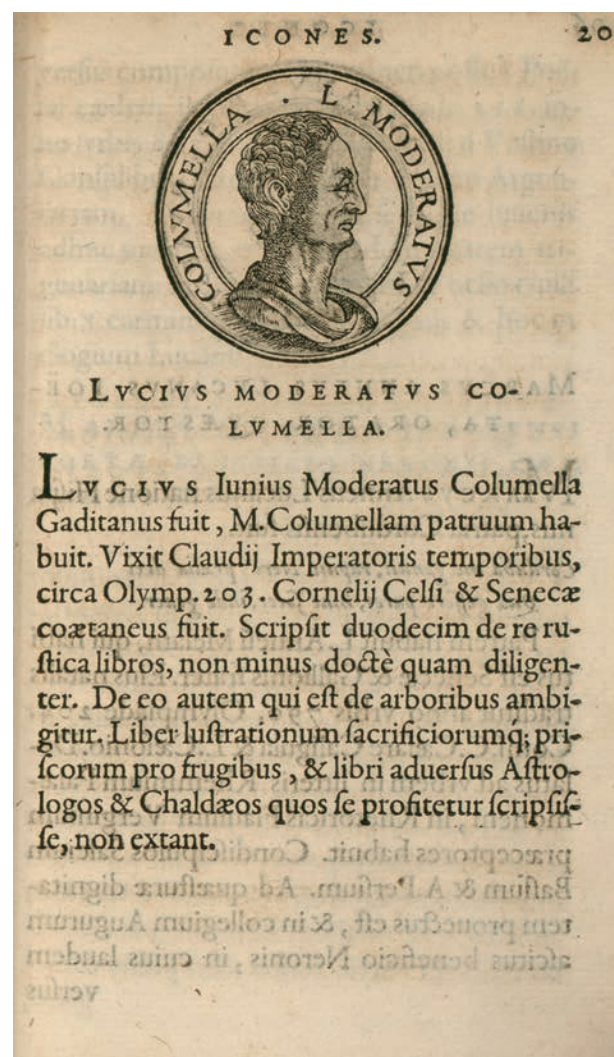 ICONES. 20
COLVMELLA · L MODERATVS
LVCIVS MODERATVS CO-
LVMELLA.
LVCIVS Iunius Moderatus Columella
Gaditanus fuit, M.Columellam patruum ha-
buit. Vixit Claudij Imperatoris temporibus,
circa Olymp.203. Cornelij Celſi & Senecæ
coætaneus fuit. Scripſit duodecim de re ru-
ſtica libros, non minus doctè quam diligen-
ter. De eo autem qui eſt de arboribus ambi-
gitur. Liber luſtrationum ſacrificiorumq́; pri-
ſcorum pro frugibus, & libri aduerſus Aſtro-
logos & Chaldæos quos ſe profitetur ſcripſiſ-
ſe, non extant.